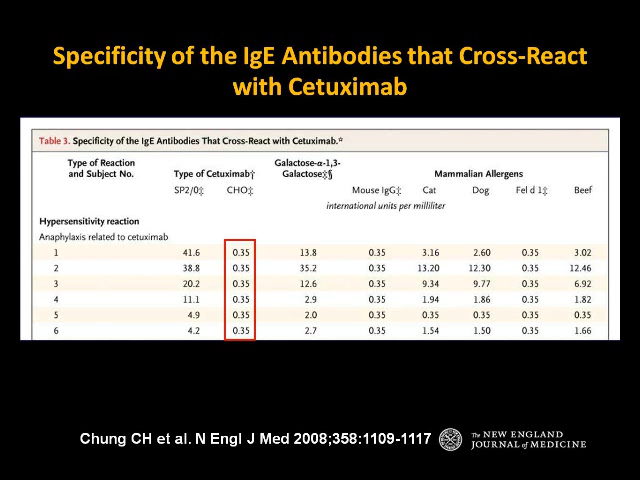 Specificity of the IgE Antibodies that Cross-React
with Cetuximab
Table 3. Specificity of the IgE Antibodies That Cross-React with Cetuximab.*
Type of Reaction and Subject No. Type of Cetuximab† Galactose-α-1,3-Galactose‡§ Mammalian Allergens
SP2/0‡ CHO‡ Mouse IgG‡ Cat Dog Fel d 1‡ Beef
international units per milliliter
Hypersensitivity reaction
Anaphylaxis related to cetuximab
1 41.6 0.35 13.8 0.35 3.16 2.60 0.35 3.02
2 38.8 0.35 35.2 0.35 13.20 12.30 0.35 12.46
3 20.2 0.35 12.6 0.35 9.34 9.77 0.35 6.92
4 11.1 0.35 2.9 0.35 1.94 1.86 0.35 1.82
5 4.9 0.35 2.0 0.35 0.35 0.35 0.35 0.35
6 4.2 0.35 2.7 0.35 1.54 1.50 0.35 1.66
Chung CH et al. N Engl J Med 2008;358:1109-1117
The NEW ENGLAND
JOURNAL of MEDICINE